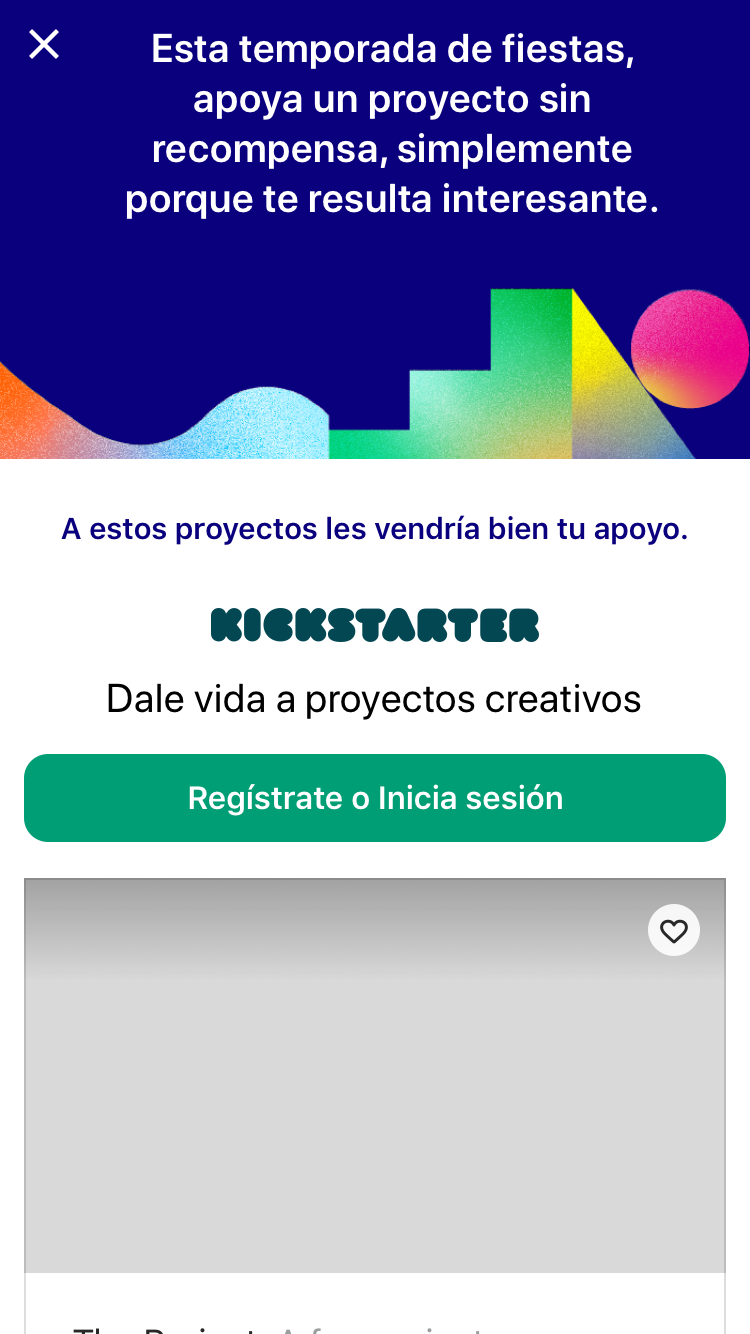 Esta temporada de fiestas,
apoya un proyecto sin
recompensa, simplemente
porque te resulta interesante.
A estos proyectos les vendría bien tu apoyo.
KICKSTARTER
Dale vida a proyectos creativos
Regístrate o Inicia sesión